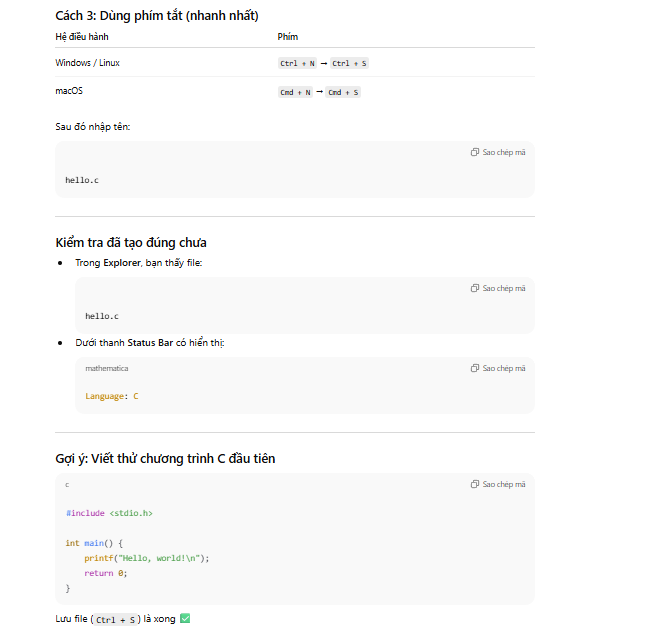 Cách 3: Dùng phím tắt (nhanh nhất)
Hệ điều hành Phím
Windows / Linux Ctrl + N → Ctrl + S
macOS Cmd + N → Cmd + S
Sau đó nhập tên:
Sao chép mã
hello.c
Kiểm tra đã tạo đúng chưa
• Trong Explorer, bạn thấy file:
Sao chép mã
hello.c
• Dưới thanh Status Bar có hiển thị:
mathematica Sao chép mã
Language: C
Gợi ý: Viết thử chương trình C đầu tiên
c Sao chép mã
#include <stdio.h>
int main() {
    printf("Hello, world!\n");
    return 0;
}
Lưu file (Ctrl + S) là xong ✅